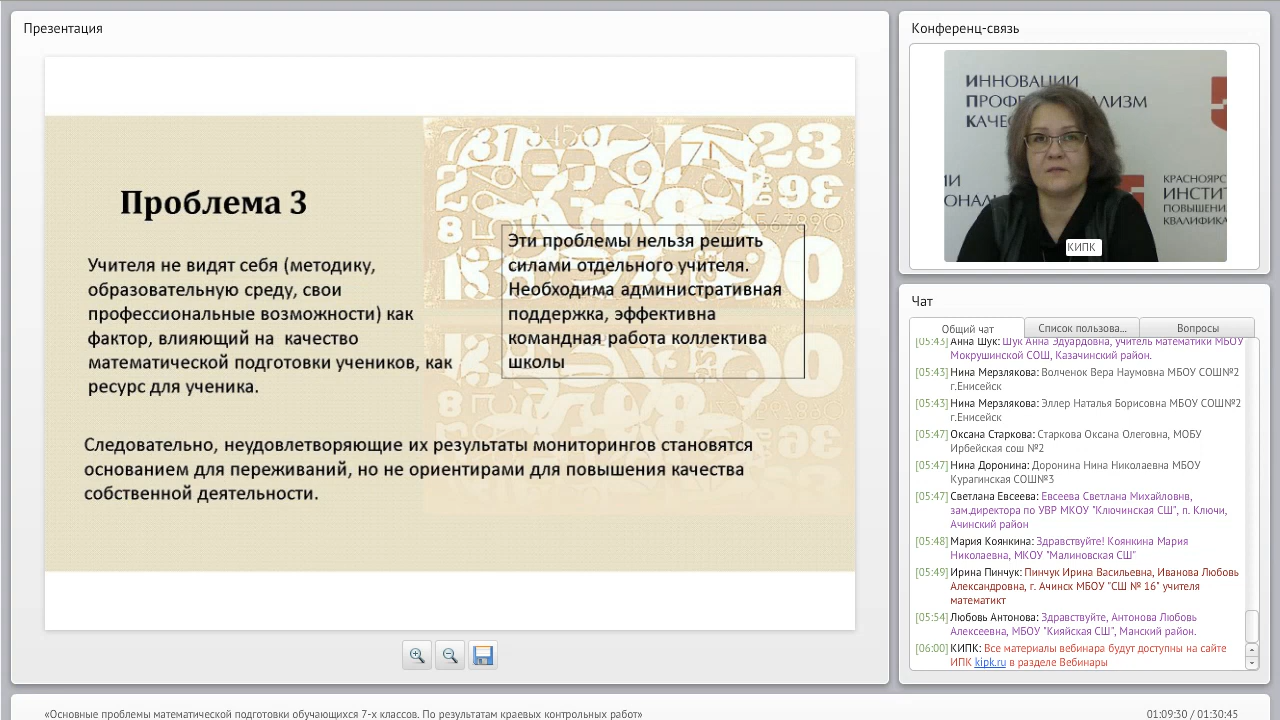 Презентация
Проблема 3
Учителя не видят себя (методику,
образовательную среду, свои
профессиональные возможности) как
фактор, влияющий на качество
математической подготовки учеников, как
ресурс для ученика.
Эти проблемы нельзя решить
силами отдельного учителя.
Необходима административная
поддержка, эффективна
командная работа коллектива
школы
Следовательно, неудовлетворяющие их результаты мониторингов становятся
основанием для переживаний, но не ориентирами для повышения качества
собственной деятельности.
Конференц-связь
ИННОВАЦИИ
КРАСНОЯРС
ИНСТИТ
ПОВЫШЕНИ
КВАЛИФИКА
КИПК
Чат
Общий чат
Список пользова...
Вопросы
[05:43] Анна Шук: Шук Анна Эдуардовна, учитель математики МБОУ
Мокрушинской СОШ, Казачинский район.
[05:43] Нина Мерзлякова: Волченок Вера Наумовна МБОУ СОШ№2
г.Енисейск
[05:43] Нина Мерзлякова: Эллер Наталья Борисовна МБОУ СОШ№2
г.Енисейск
[05:47] Оксана Старкова: Старкова Оксана Олеговна, МОБУ
Ирбейская сош №2
[05:47] Нина Доронина: Доронина Нина Николаевна МБОУ
Курагинская СОШ№3
[05:47] Светлана Евсеева: Евсеева Светлана Михайловнв,
зам.директора по УВР МКОУ "Ключинская СШ", п. Ключи,
Ачинский район
[05:48] Мария Коянкина: Здравствуйте! Коянкина Мария
Николаевна, МКОУ "Малиновская СШ"
[05:49] Ирина Пинчук: Пинчук Ирина Васильевна, Иванова Любовь
Александровна, г. Ачинск МБОУ "СШ № 16" учителя
математикт
[05:54] Любовь Антонова: Здравствуйте, Антонова Любовь
Алексеевна, МБОУ "Кияйская СШ", Манский район.
[06:00] КИПК: Все материалы вебинара будут доступны на сайте
ИПК kipk.ru в разделе Вебинары
«Основные проблемы математической подготовки обучающихся 7-х классов. По результатам краевых контрольных работ»
01:09:30 / 01:30:45